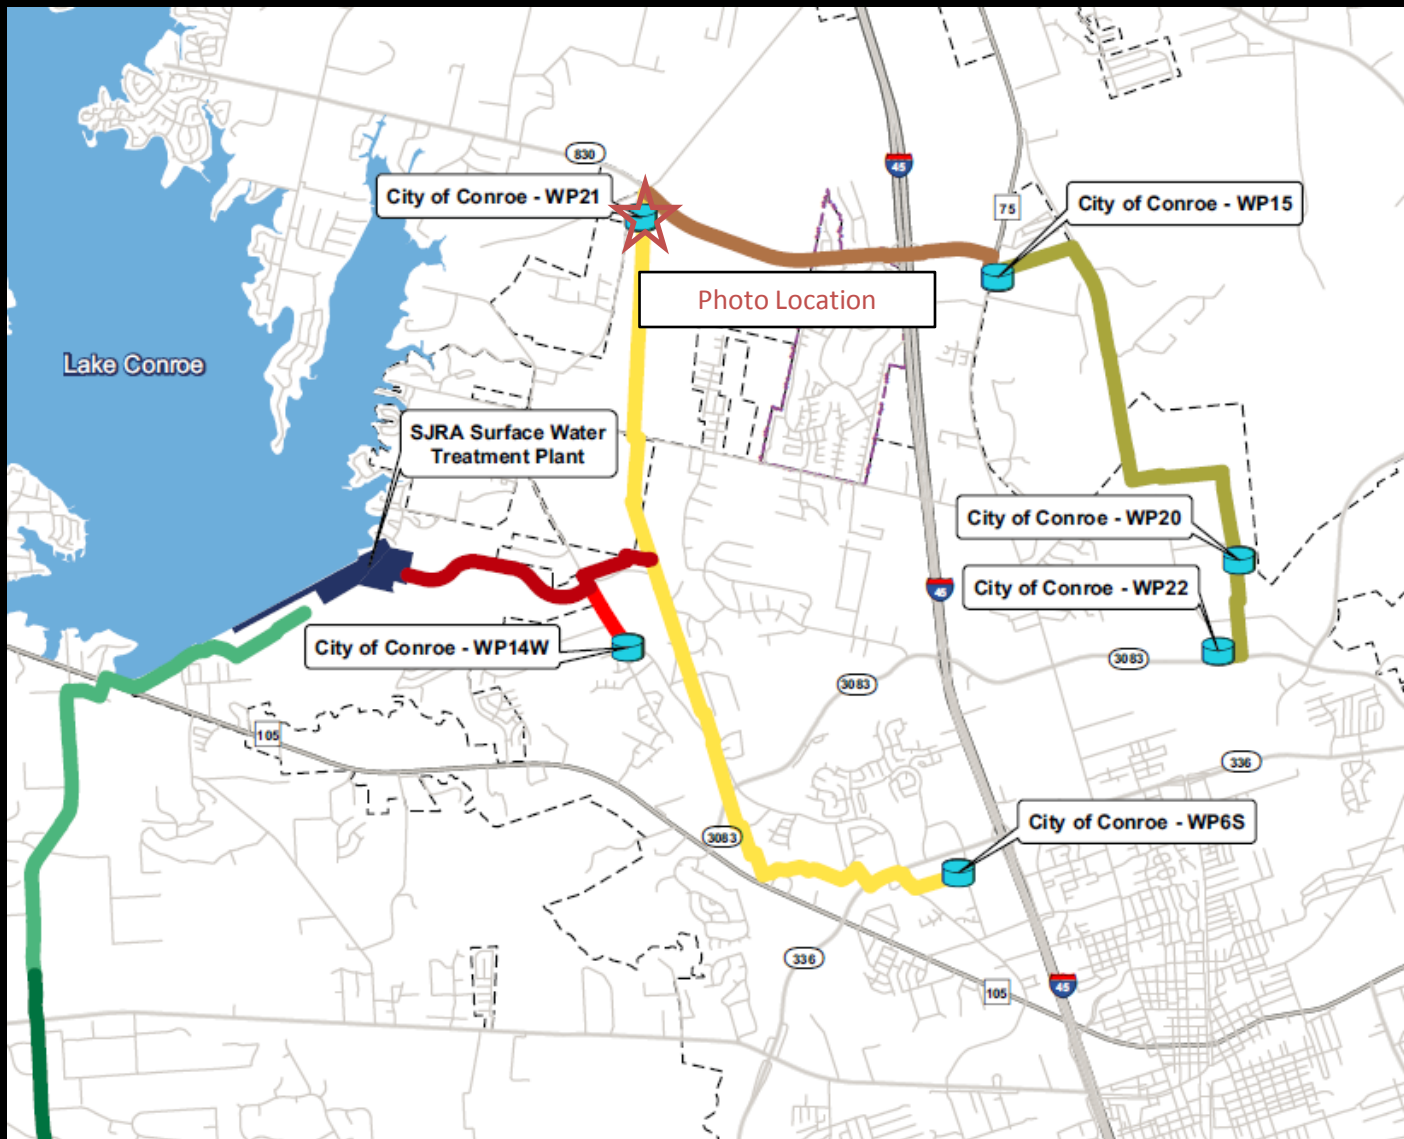 830
45
City of Conroe - WP21
75
City of Conroe - WP15
Photo Location
Lake Conroe
SJRA Surface Water
Treatment Plant
City of Conroe - WP20
45
City of Conroe - WP22
City of Conroe - WP14W
3083
3083
105
336
City of Conroe - WP6S
3083
336
45
105